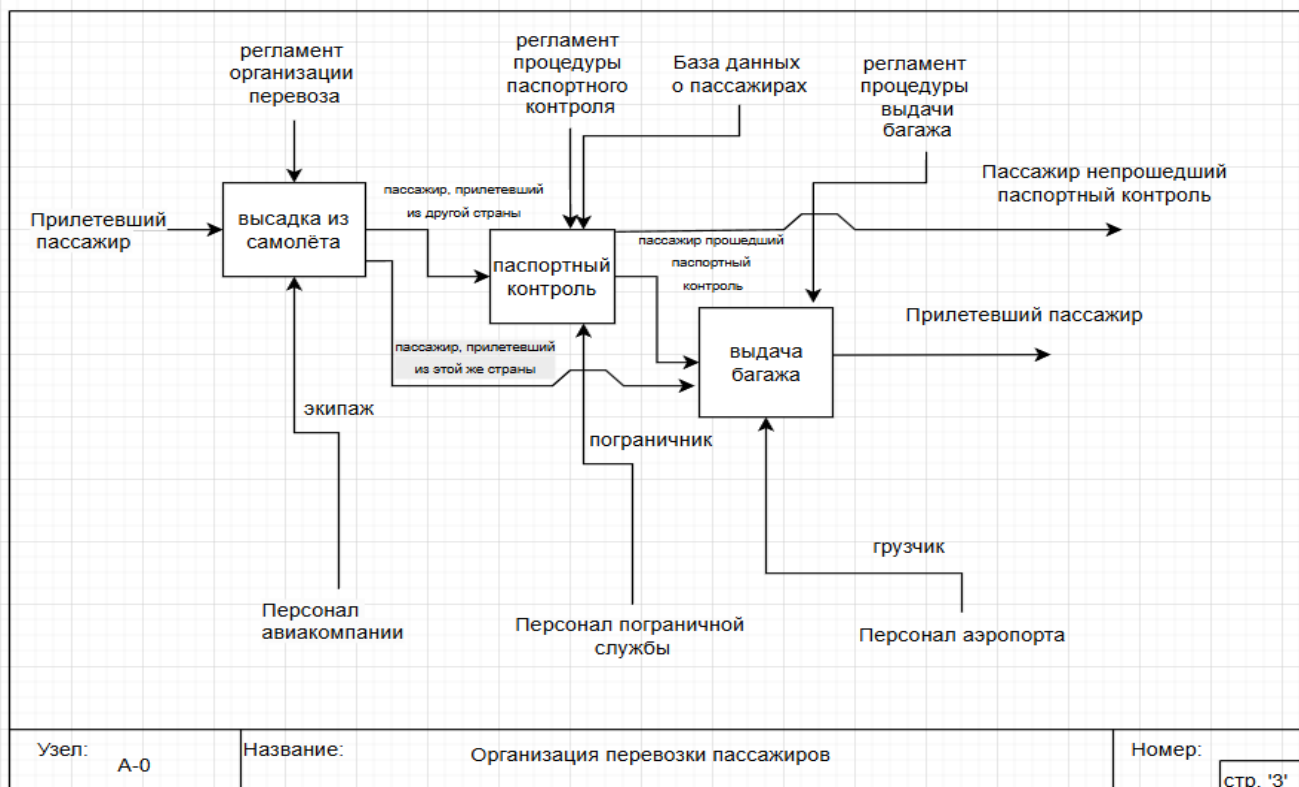 регламент
организации
перевоза
регламент
процедуры
паспортного
контроля
База данных
о пассажирах
регламент
процедуры
выдачи
багажа
Прилетевший
пассажир
высадка из
самолёта
пассажир, прилетевший
из другой страны
паспортный
контроль
пассажир прошедший
паспортный
контроль
Пассажир непрошедший
паспортный контроль
пассажир, прилетевший
из этой же страны
выдача
багажа
Прилетевший пассажир
экипаж
пограничник
грузчик
Персонал
авиакомпании
Персонал пограничной
службы
Персонал аэропорта
Узел:
А-0
Название:
Организация перевозки пассажиров
Номер:
стр. '3'